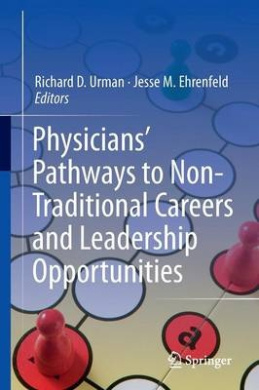 Richard D. Urman · Jesse M. Ehrenfeld
Editors
Physicians'
Pathways to Non-
Traditional Careers
and Leadership
Opportunities
Springer